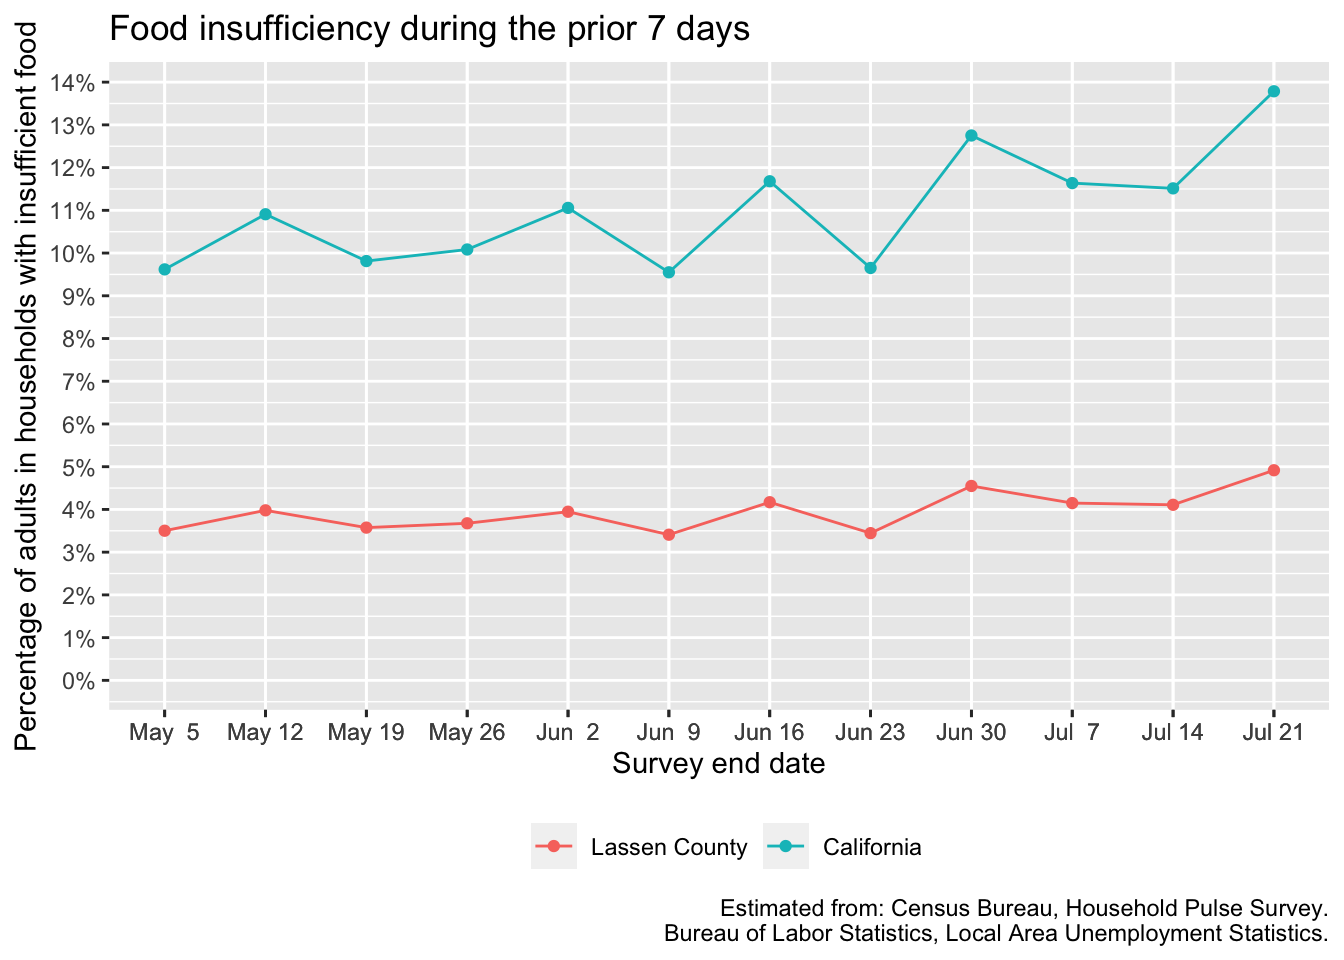 Food insufficiency during the prior 7 days
Percentage of adults in households with insufficient food
14%
13%
12%
11%
10%
9%
8%
7%
6%
5%
4%
3%
2%
1%
0%
May  5 May 12 May 19 May 26 Jun  2 Jun  9 Jun 16 Jun 23 Jun 30 Jul  7 Jul 14 Jul 21
Survey end date
Lassen County California
Estimated from: Census Bureau, Household Pulse Survey.
Bureau of Labor Statistics, Local Area Unemployment Statistics.